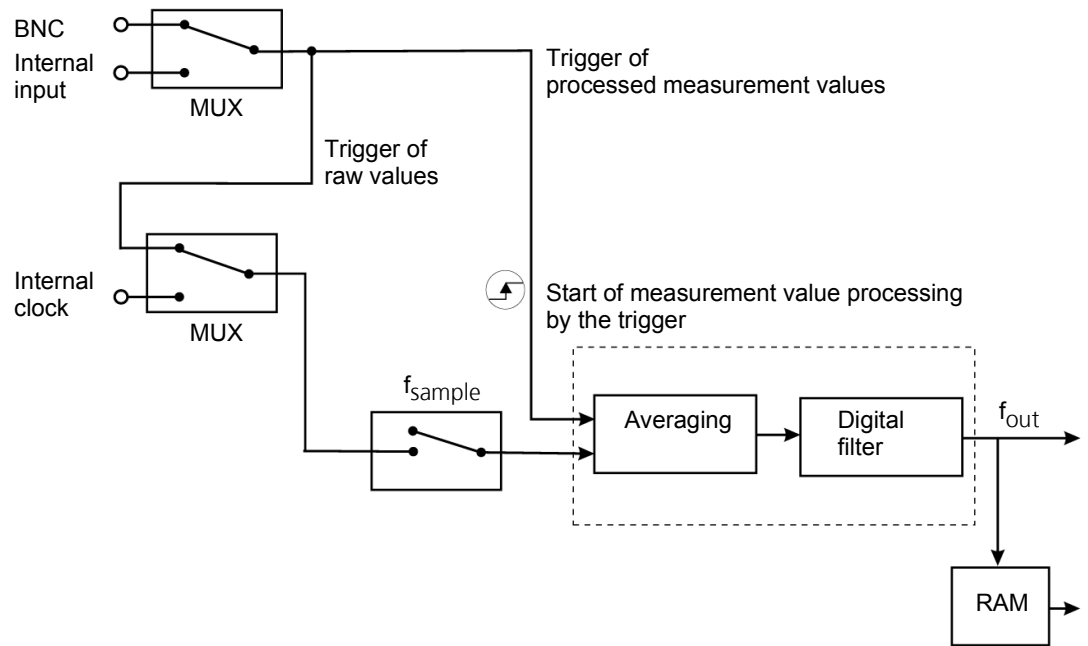 BNC
Internal
input
MUX
Trigger of
processed measurement values
Trigger of
raw values
Internal
clock
MUX
Start of measurement value processing
by the trigger
fsample
Averaging
Digital
filter
fout
RAM